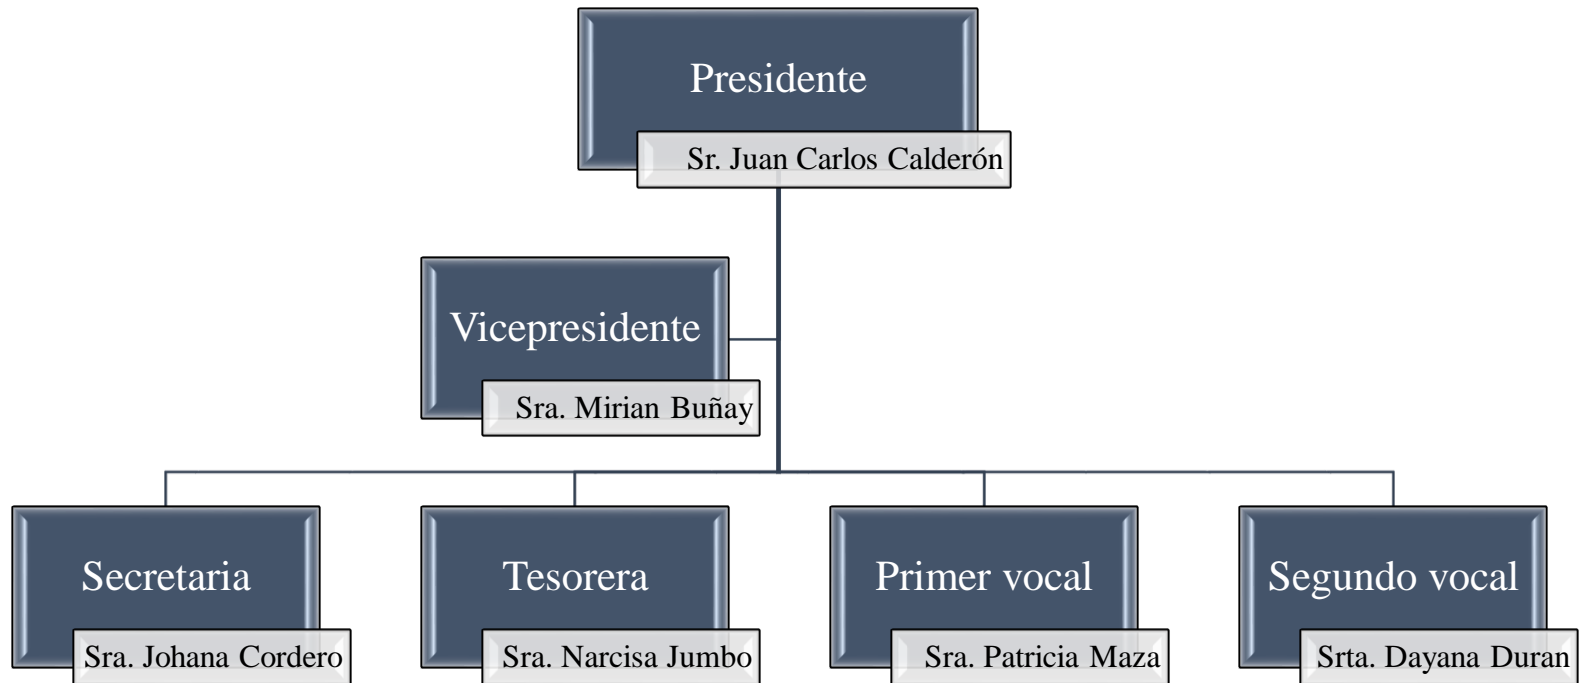 Presidente
Sr. Juan Carlos Calderón
Vicepresidente
Sra. Mirian Buñay
Secretaria
Sra. Johana Cordero
Tesorera
Sra. Narcisa Jumbo
Primer vocal
Sra. Patricia Maza
Segundo vocal
Srta. Dayana Duran